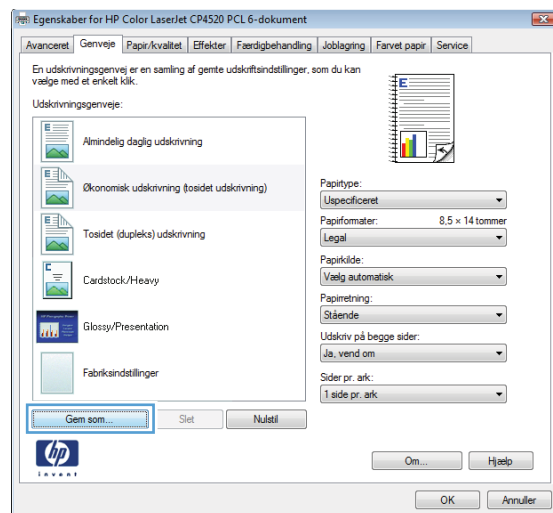 Egenskaber for HP Color LaserJet CP4520 PCL 6-dokument
Avanceret Genveje Papir/kvalitet Effekter Færdigbehandling Joblagring Farvet papir Service
En udskrivningsgenvej er en samling af gemte udskriftsindstillinger, som du kan
vælge med et enkelt klik.
Udskrivningsgenveje:
Almindelig daglig udskrivning
Økonomisk udskrivning (tosidet udskrivning)
Tosidet (dupleks) udskrivning
Cardstock/Heavy
Glossy/Presentation
Fabriksindstillinger
Gem som...
Slet
Nulstil
E
Papirtype:
Uspecificeret
Papirformater: 8,5 × 14 tommer
Legal
Papirkilde:
Vælg automatisk
Papirretning:
Stående
Udskriv på begge sider:
Ja, vend om
Sider pr. ark:
1 side pr. ark
hp
invent
Om...
Hjælp
OK
Annuller